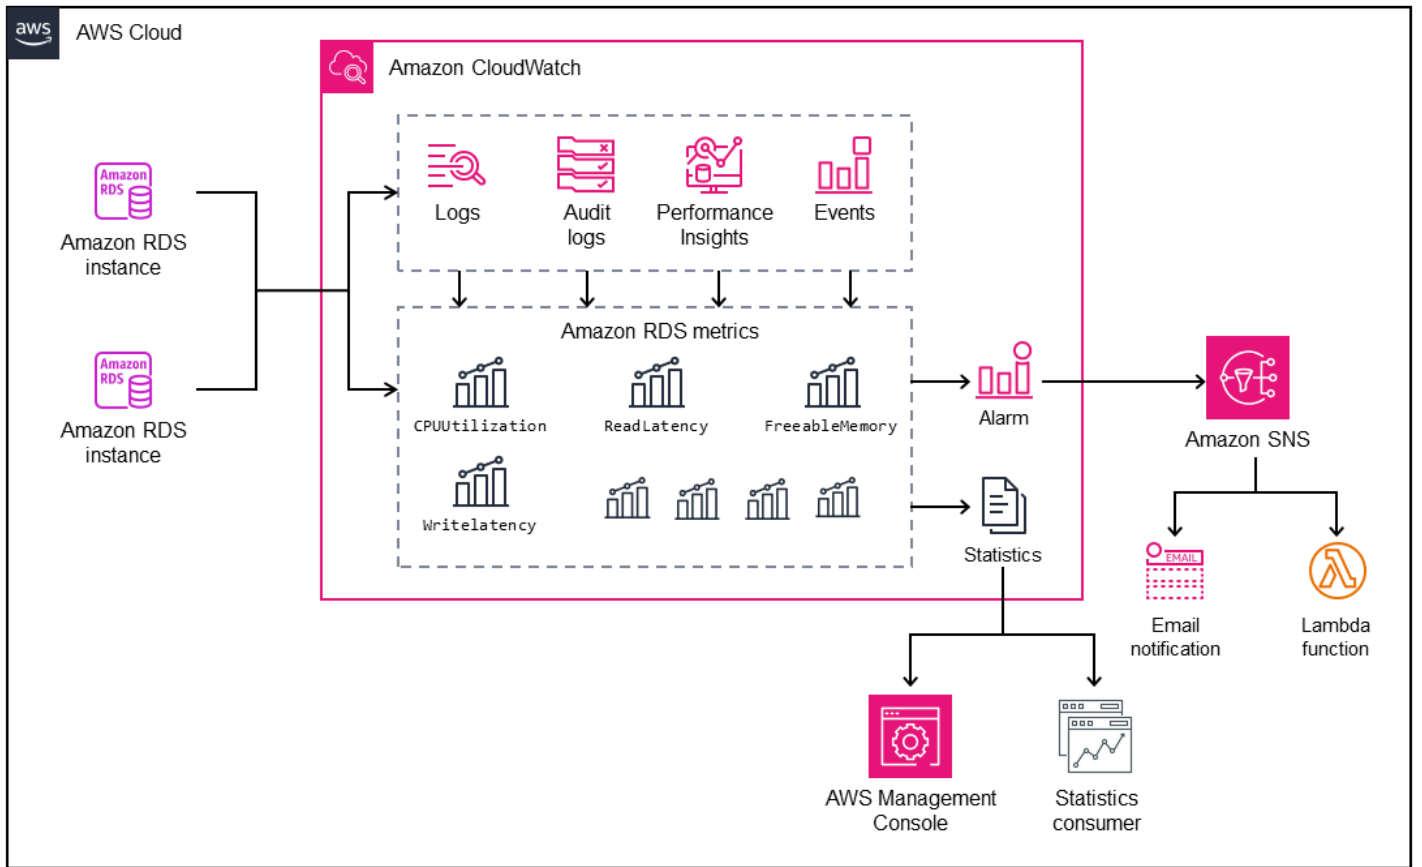 aws
AWS Cloud
Amazon CloudWatch
Amazon
RDS
Amazon RDS
instance
Logs
Audit
logs
Performance
Insights
Events
Amazon RDS metrics
Amazon
RDS
Amazon RDS
instance
CPUUtilization
ReadLatency
FreeableMemory
Writelatency
Alarm
Statistics
Amazon SNS
EMAIL
Email
notification
Lambda
function
AWS Management
Console
Statistics
consumer